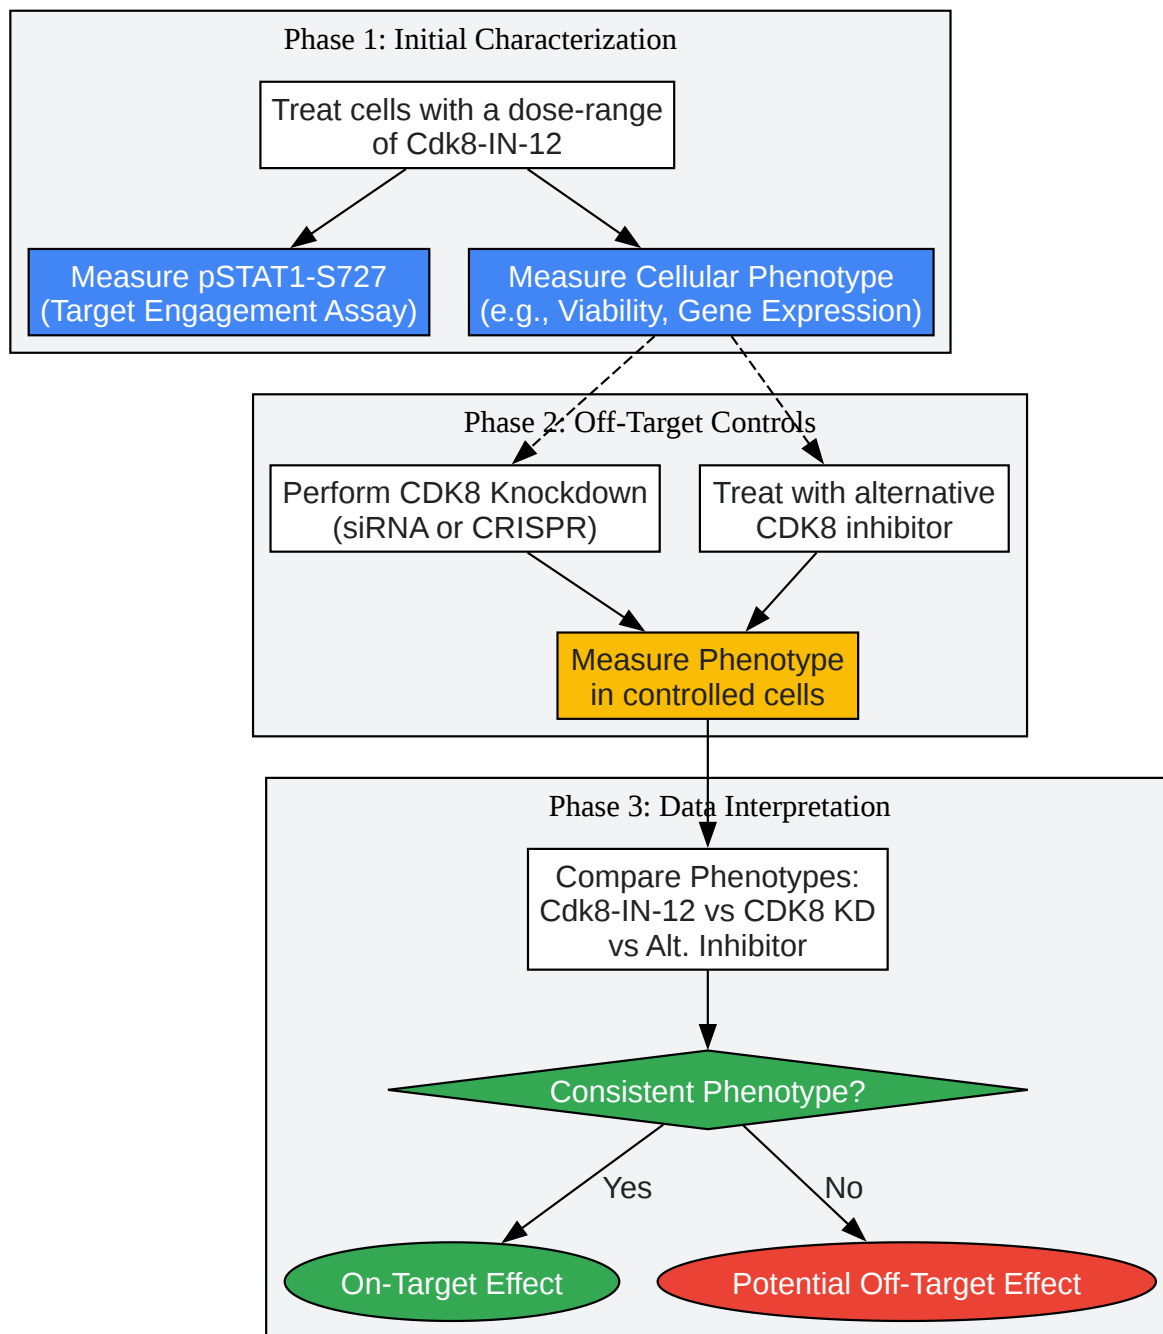 Phase 1: Initial Characterization
Treat cells with a dose-range
of Cdk8-IN-12
Measure pSTAT1-S727
(Target Engagement Assay)
Measure Cellular Phenotype
(e.g., Viability, Gene Expression)
Phase 2: Off-Target Controls
Perform CDK8 Knockdown
(siRNA or CRISPR)
Treat with alternative
CDK8 inhibitor
Measure Phenotype
in controlled cells
Phase 3: Data Interpretation
Compare Phenotypes:
Cdk8-IN-12 vs CDK8 KD
vs Alt. Inhibitor
Consistent Phenotype?
Yes
No
On-Target Effect
Potential Off-Target Effect